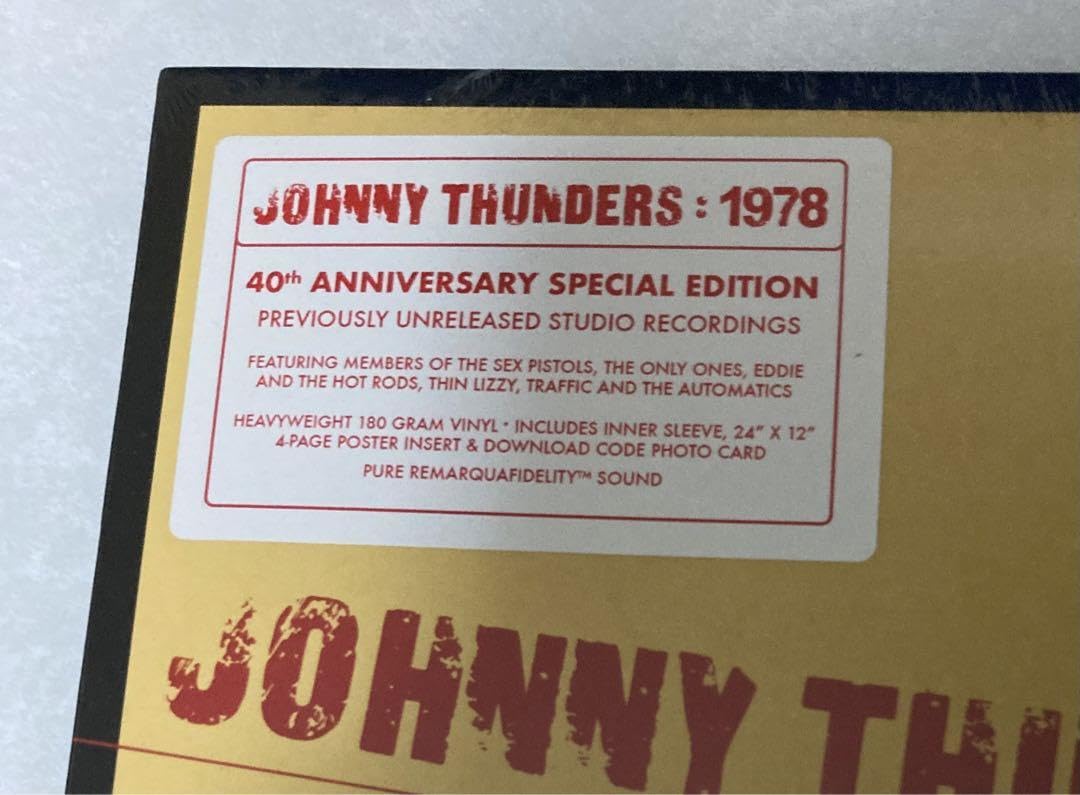 JOHNNY THUNDERS : 1978
40th ANNIVERSARY SPECIAL EDITION
PREVIOUSLY UNRELEASED STUDIO RECORDINGS
FEATURING MEMBERS OF THE SEX PISTOLS, THE ONLY ONES, EDDIE
AND THE HOT RODS, THIN LIZZY, TRAFFIC AND THE AUTOMATICS
HEAVYWEIGHT 180 GRAM VINYL • INCLUDES INNER SLEEVE, 24" X 12"
4-PAGE POSTER INSERT & DOWNLOAD CODE PHOTO CARD
PURE REMARQUAFIDELITY™ SOUND
JOHNNY THU